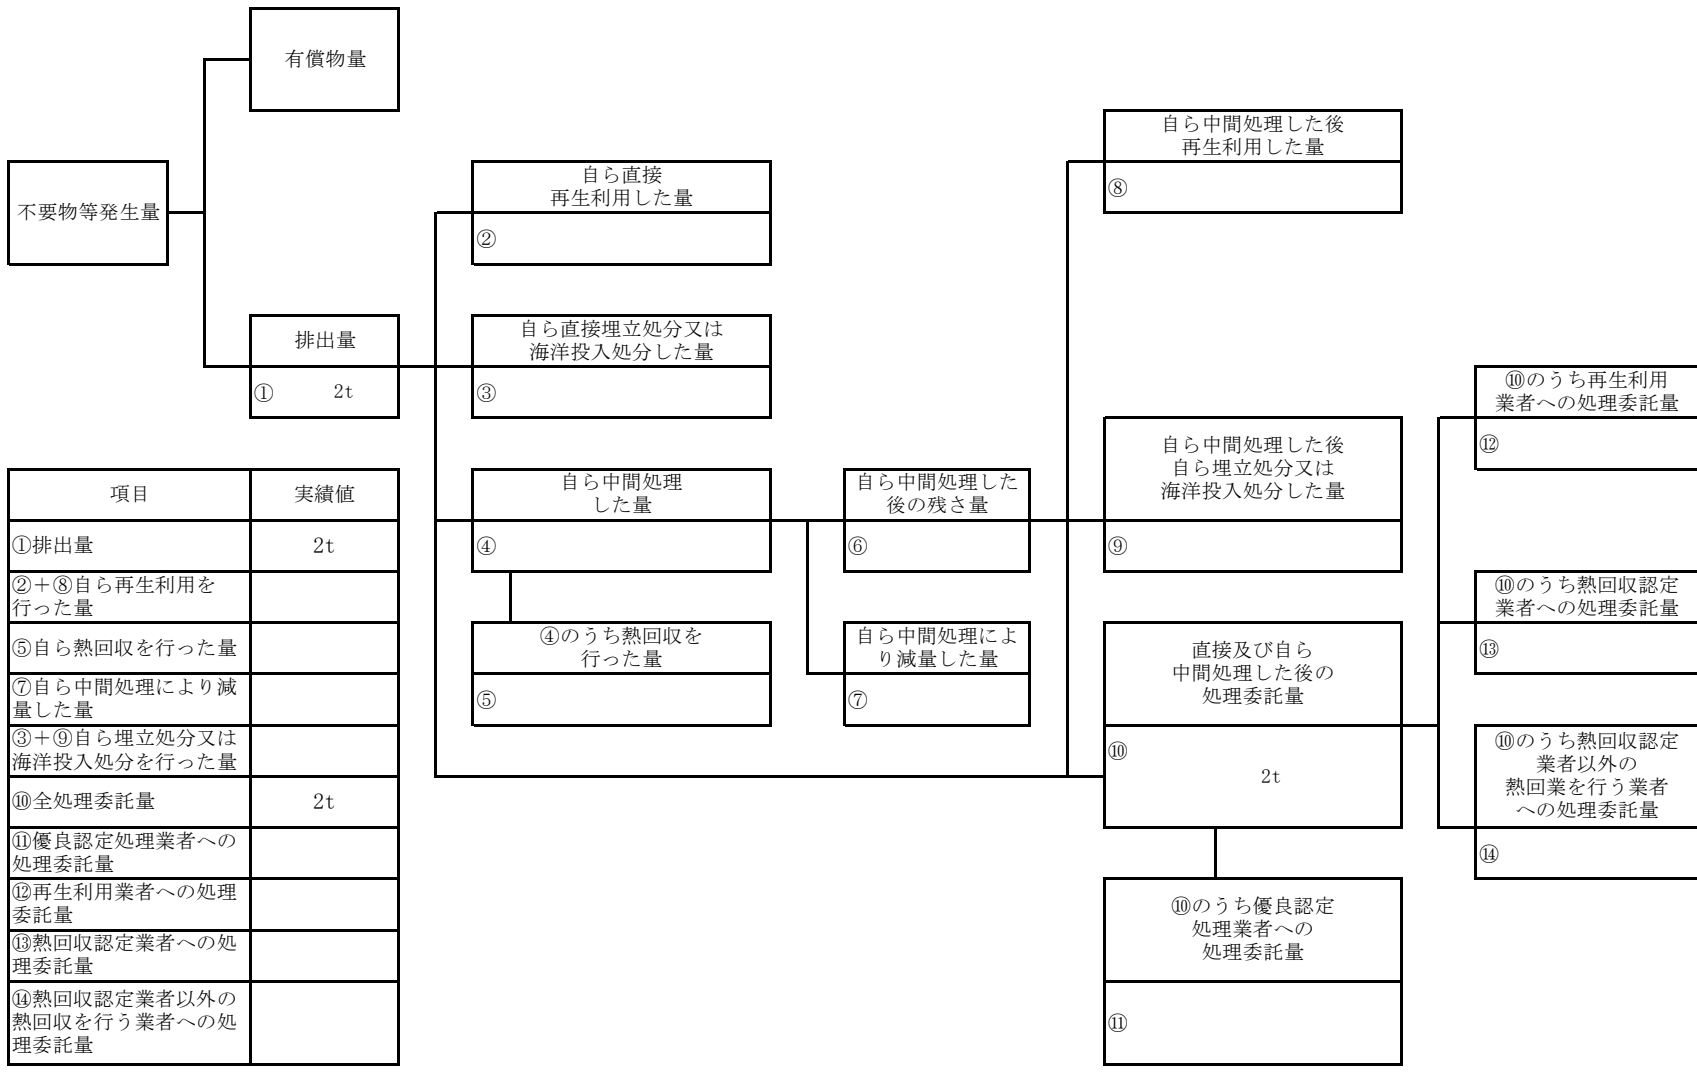 有償物量
不要物等発生量
排出量
① 2t
自ら直接
再生利用した量
②
自ら直接埋立処分又は
海洋投入処分した量
③
自ら中間処理
した量
④
④のうち熱回収を
行った量
⑤
自ら中間処理した
後の残さ量
⑥
自ら中間処理によ
り減量した量
⑦
自ら中間処理した後
再生利用した量
⑧
自ら中間処理した後
自ら埋立処分又は
海洋投入処分した量
⑨
直接及び自ら
中間処理した後の
処理委託量
⑩
2t
⑩のうち優良認定
処理業者への
処理委託量
⑪
⑩のうち再生利用
業者への処理委託量
⑫
⑩のうち熱回収認定
業者への処理委託量
⑬
⑩のうち熱回収認定
業者以外の
熱回業を行う業者
への処理委託量
⑭
項目 実績値
①排出量 2t
②+⑧自ら再生利用を
行った量
⑤自ら熱回収を行った量
⑦自ら中間処理により減
量した量
③+⑨自ら埋立処分又は
海洋投入処分を行った量
⑩全処理委託量 2t
⑪優良認定処理業者への
処理委託量
⑫再生利用業者への処理
委託量
⑬熱回収認定業者への処
理委託量
⑭熱回収認定業者以外の
熱回収を行う業者への処
理委託量